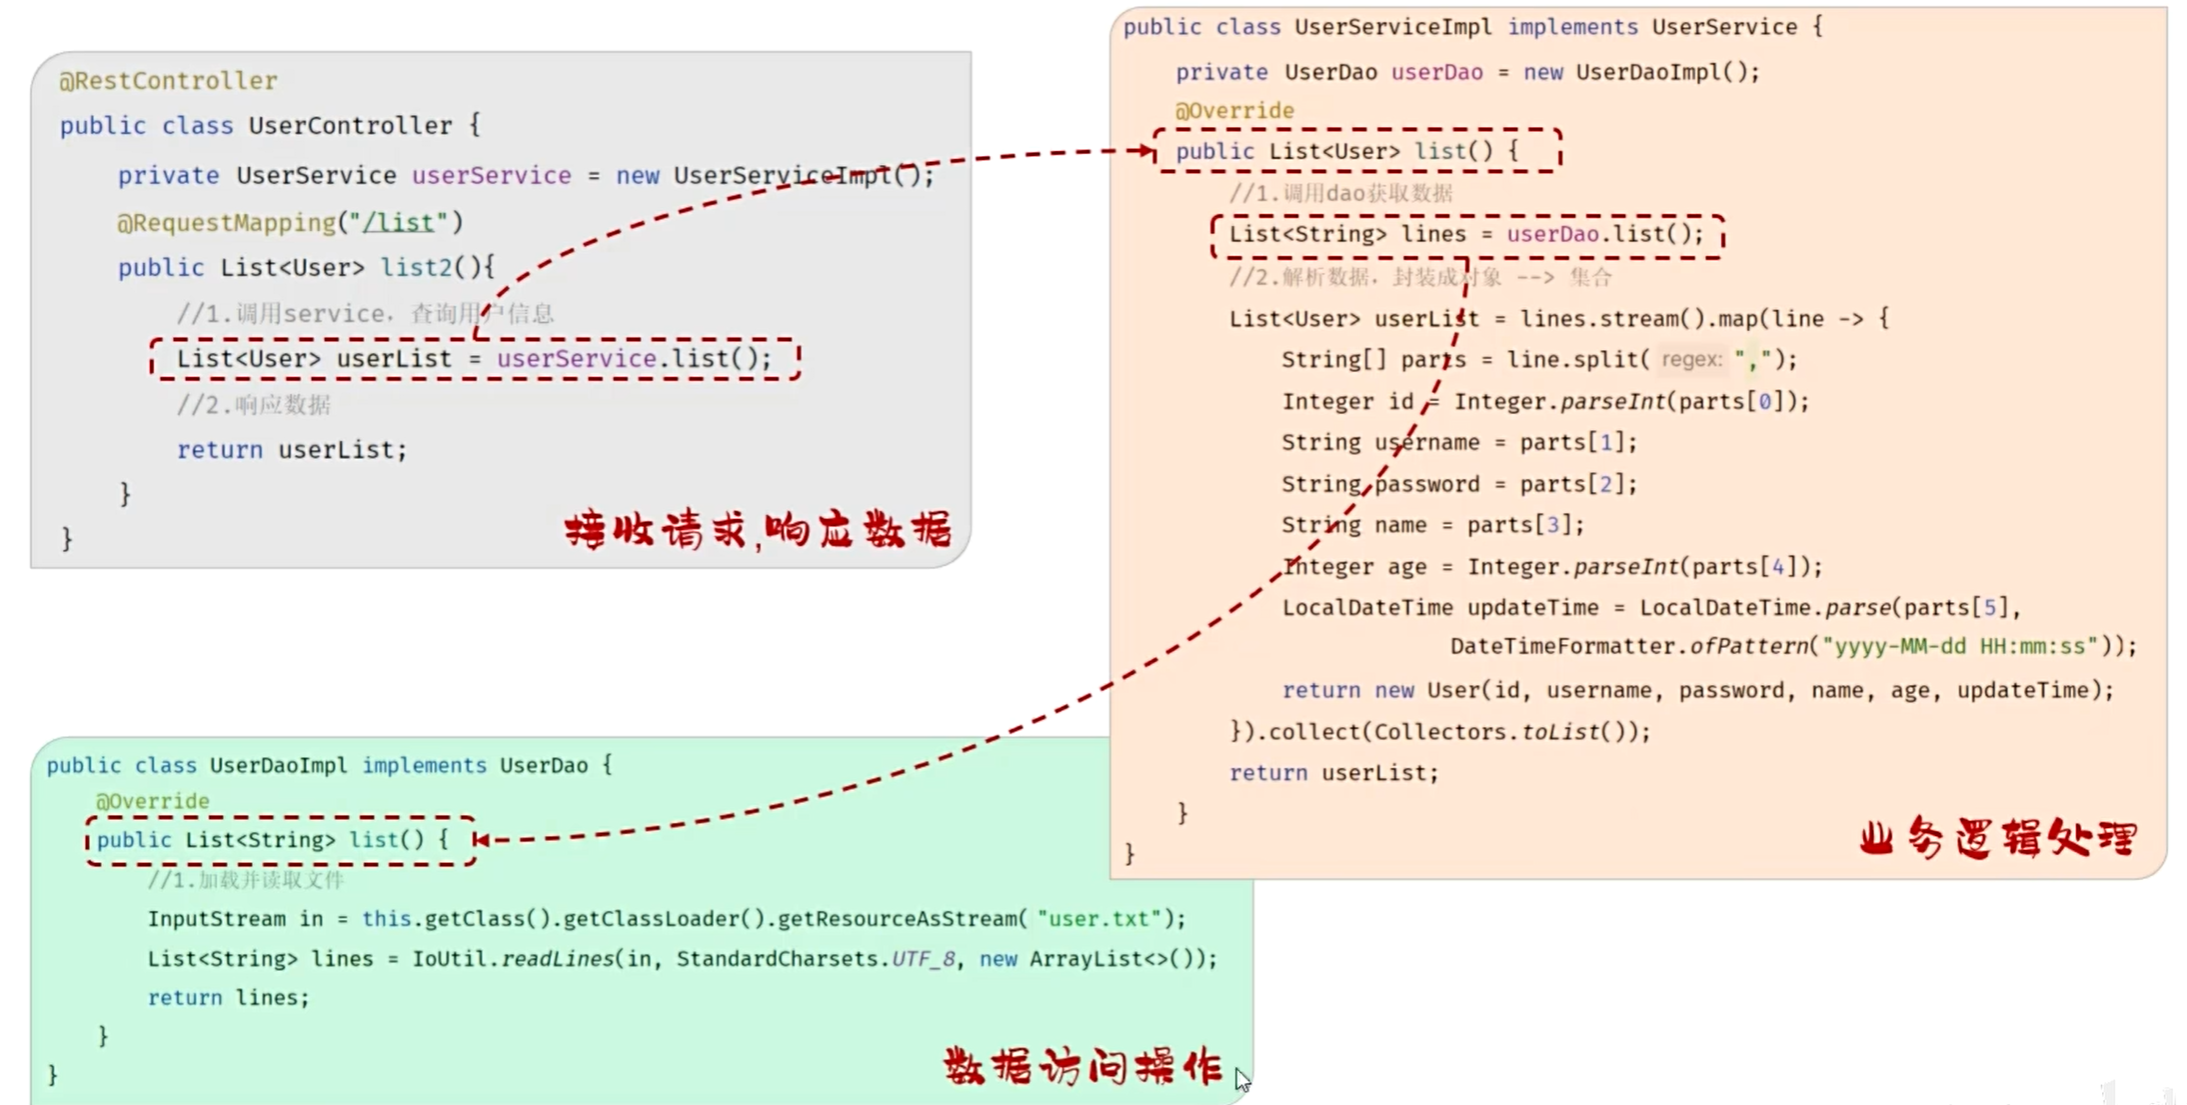 @RestController
public class UserController {
private UserService userService = new UserServiceImpl();
@RequestMapping("/list")
public List<User> list2(){
//1.调用service，查询用户信息
List<User> userList = userService.list();
//2.响应数据
return userList;
}
}
接收请求,响应数据
public class UserServiceImpl implements UserService {
private UserDao userDao = new UserDaoImpl();
@Override
public List<User> list() {
//1.调用dao获取数据
List<String> lines = userDao.list();
//2.解析数据，封装成对象 --> 集合
List<User> userList = lines.stream().map(line -> {
String[] parts = line.split( regex: ",");
Integer id = Integer.parseInt(parts[0]);
String username = parts[1];
String password = parts[2];
String name = parts[3];
Integer age = Integer.parseInt(parts[4]);
LocalDateTime updateTime = LocalDateTime.parse(parts[5],
DateTimeFormatter.ofPattern("yyyy-MM-dd HH:mm:ss"));
return new User(id, username, password, name, age, updateTime);
}).collect(Collectors.toList());
return userList;
}
}
业务逻辑处理
public class UserDaoImpl implements UserDao {
@Override
public List<String> list() {
//1.加载并读取文件
InputStream in = this.getClass().getClassLoader().getResourceAsStream( "user.txt");
List<String> lines = IoUtil.readLines(in, StandardCharsets.UTF_8, new ArrayList<>());
return lines;
}
}
数据访问操作